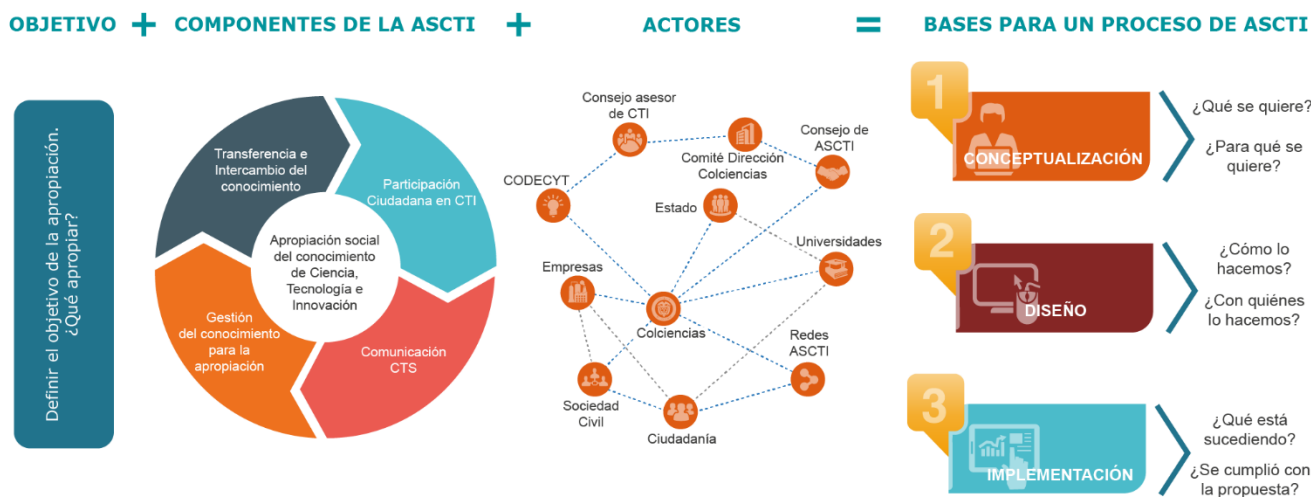 OBJETIVO + COMPONENTES DE LA ASCTI + ACTORES = BASES PARA UN PROCESO DE ASCTI
Definir el objetivo de la apropiación.
¿Qué apropiar?
Transferencia e
Intercambio del
conocimiento
Participación
Ciudadana en CTI
Apropiación social
del conocimiento
de Ciencia,
Tecnología e
Innovación
Gestión
del conocimiento
para la
apropiación
Comunicación
CTS
Consejo asesor
de CTI
Comité Dirección
Colciencias
Consejo de
ASCTI
CODECYT
Estado
Universidades
Empresas
Colciencias
Redes
ASCTI
Sociedad
Civil
Ciudadanía
1
CONCEPTUALIZACIÓN
¿Qué se quiere?
¿Para qué se
quiere?
2
DISEÑO
¿Cómo lo
hacemos?
¿Con quiénes
lo hacemos?
3
IMPLEMENTACIÓN
¿Qué está
sucediendo?
¿Se cumplió con
la propuesta?